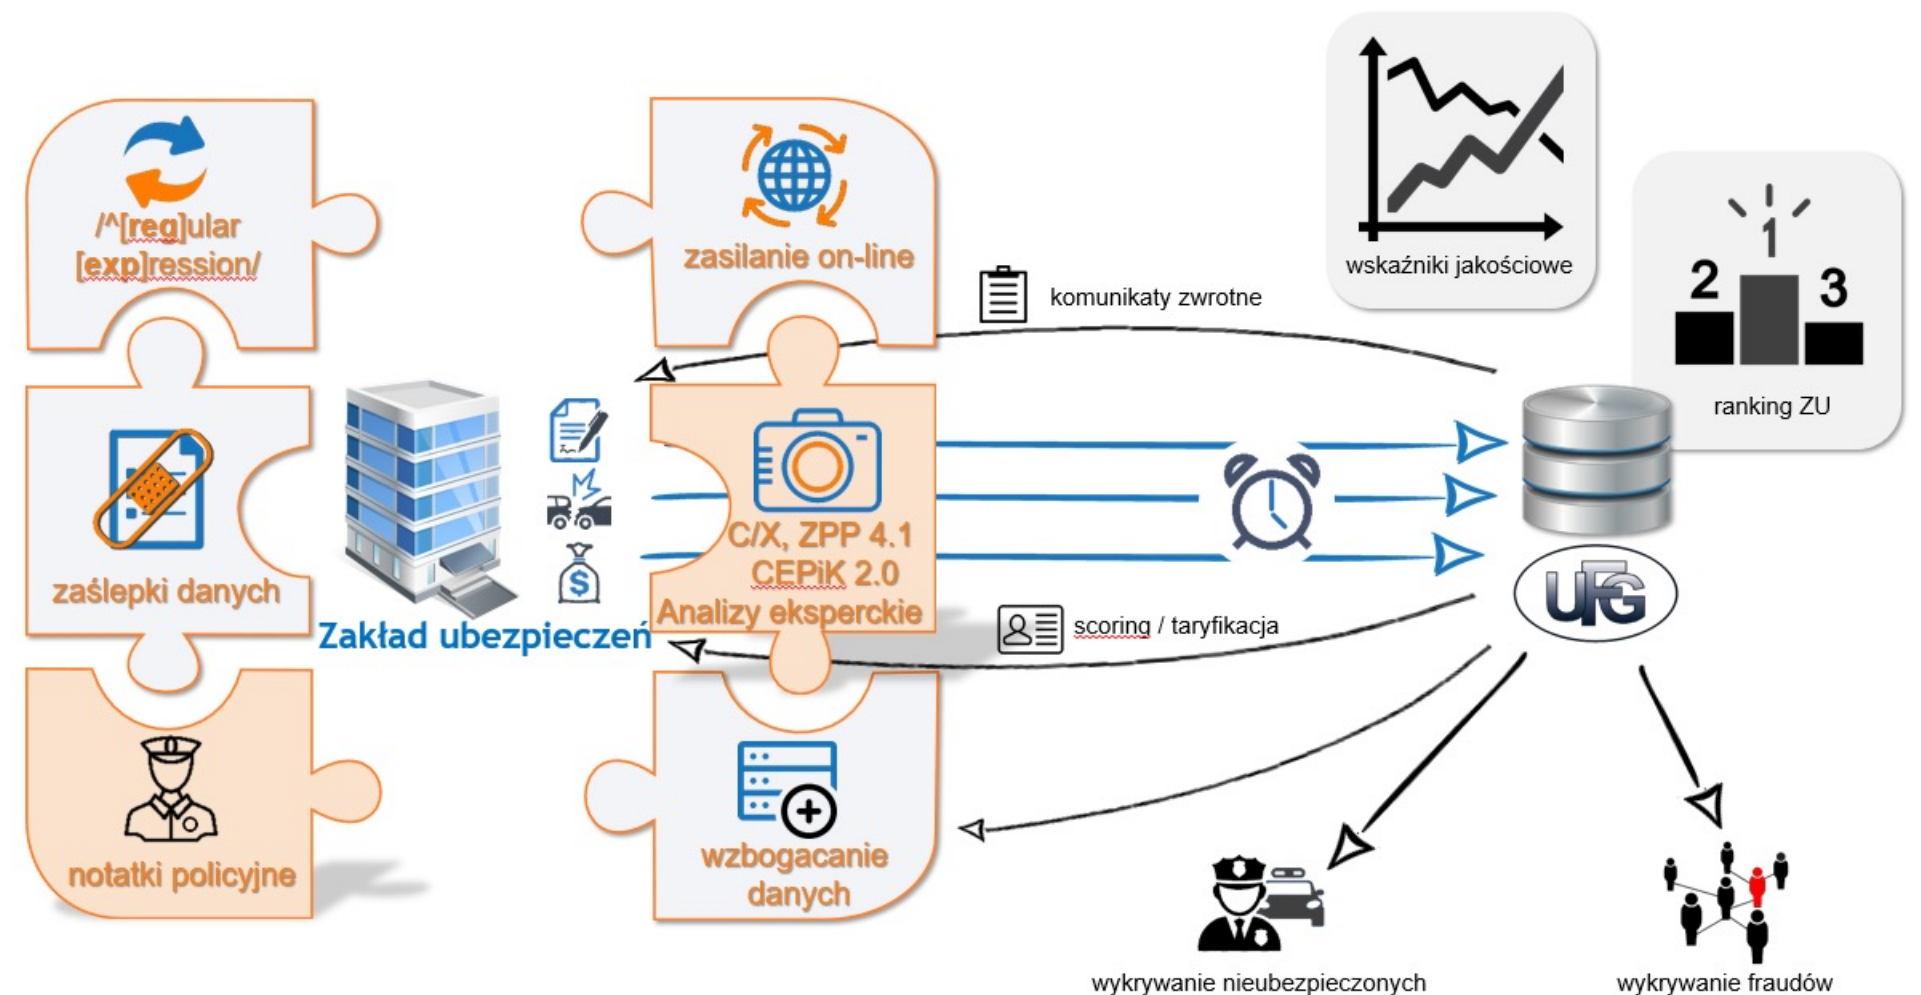 /^[reg]ular
[exp]ression/
zaślepki danych
notatki policyjne
Zakład ubezpieczeń
$
zasilanie on-line
C/X, ZPP 4.1
CEPiK 2.0
Analizy eksperckie
wzbogacanie
danych
komunikaty zwrotne
scoring / taryfikacja
wskaźniki jakościowe
1
2
3
ranking ZU
UFG
wykrywanie nieubezpieczonych
wykrywanie fraudów